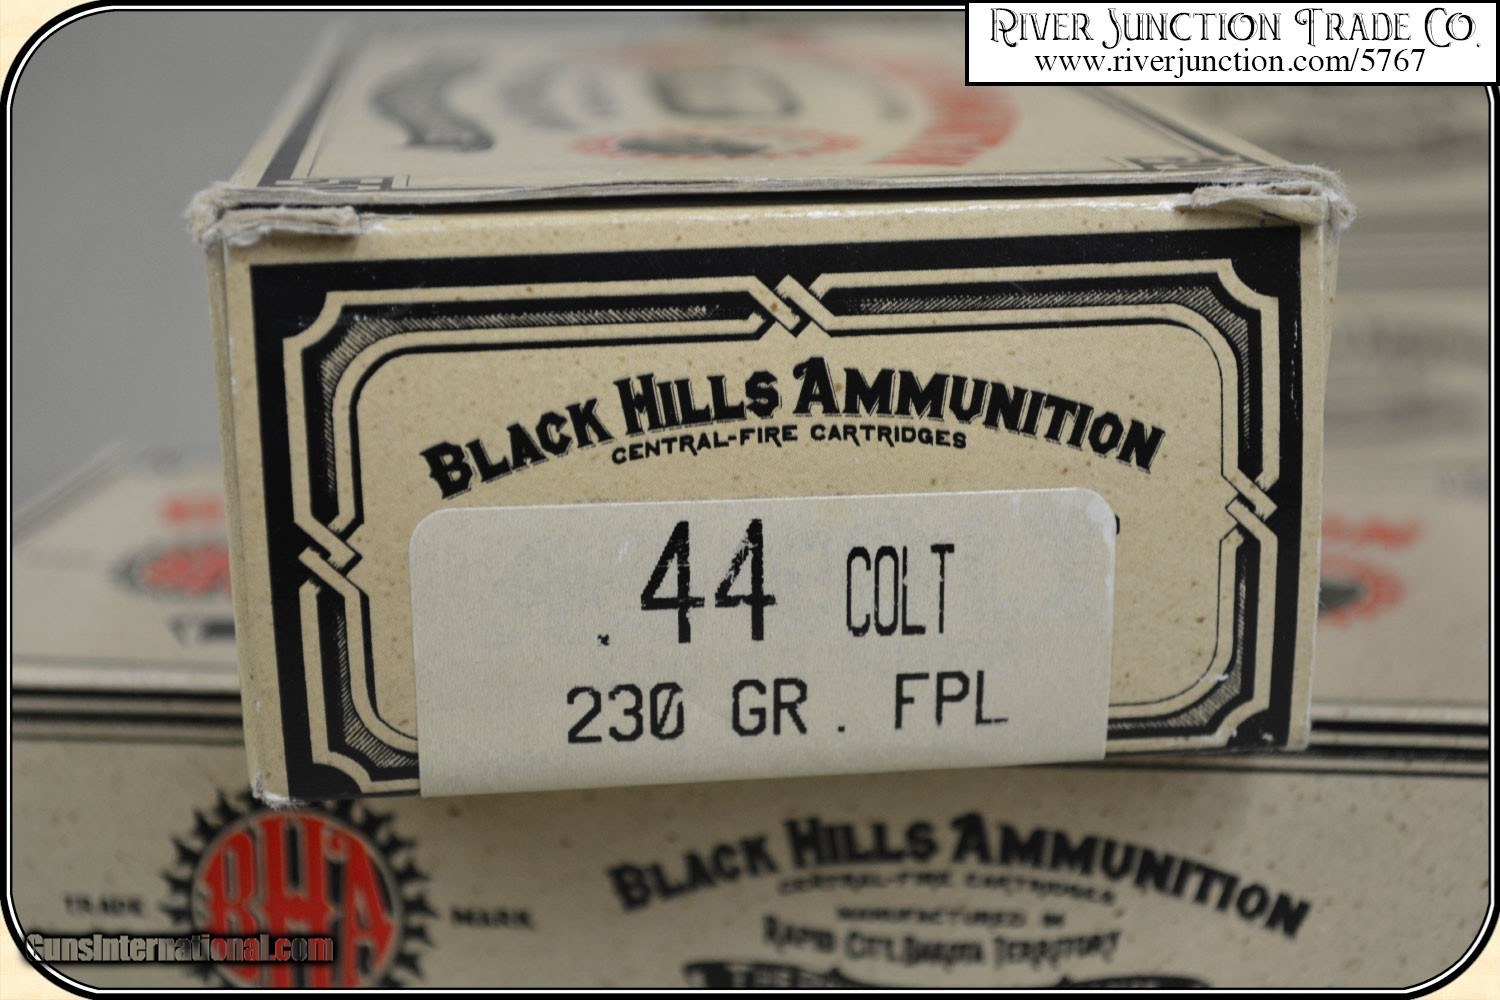 RIVER JUNCTION TRADE CO.
www.riverjunction.com/5767
BLACK HILLS AMMUNITION
CENTRAL-FIRE CARTRIDGES
.44 COLT
230 GR. FPL
BHA
TRADE MARK
BLACK HILLS AMMUNITION
CENTRAL-FIRE CARTRIDGES
MANUFACTURED IN
RAPID CITY, DAKOTA TERRITORY
GunsInternational.com